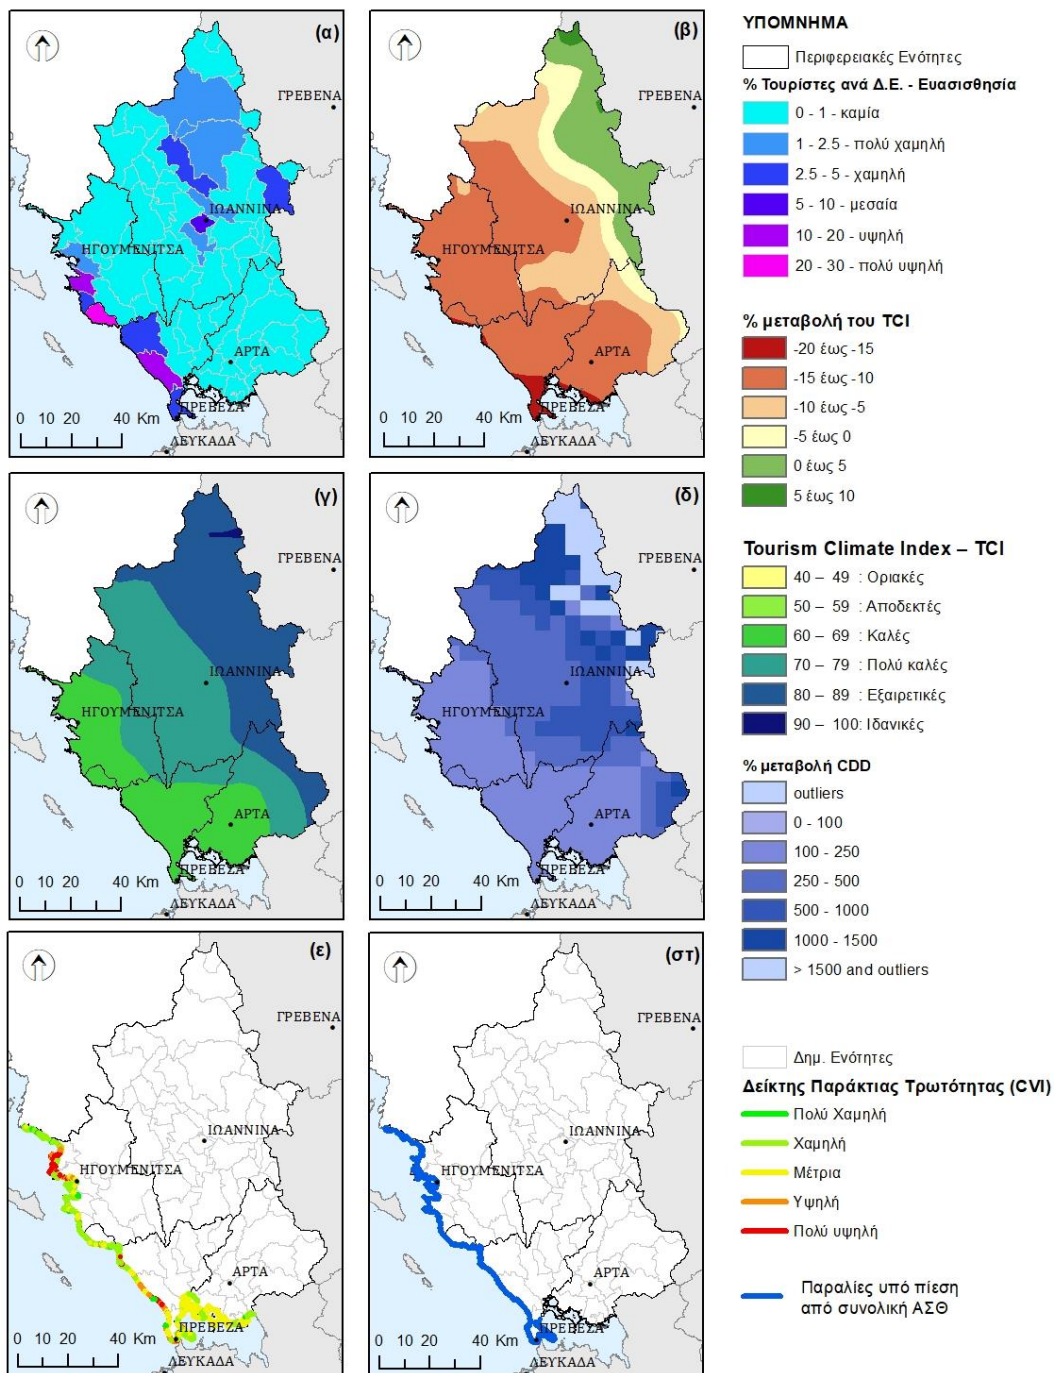 (α)
ΓΡΕΒΕΝΑ
ΙΩΑΝΝΙΝΑ
ΗΓΟΥΜΕΝΙΤΣΑ
ΑΡΤΑ
ΠΡΕΒΕΖΑ
ΛΕΥΚΑΔΑ
0 10 20 40 Km
(β)
ΓΡΕΒΕΝΑ
ΙΩΑΝΝΙΝΑ
ΗΓΟΥΜΕΝΙΤΣΑ
ΑΡΤΑ
ΠΡΕΒΕΖΑ
ΛΕΥΚΑΔΑ
0 10 20 40 Km
(γ)
ΓΡΕΒΕΝΑ
ΙΩΑΝΝΙΝΑ
ΗΓΟΥΜΕΝΙΤΣΑ
ΑΡΤΑ
ΠΡΕΒΕΖΑ
ΛΕΥΚΑΔΑ
0 10 20 40 Km
(δ)
ΓΡΕΒΕΝΑ
ΙΩΑΝΝΙΝΑ
ΗΓΟΥΜΕΝΙΤΣΑ
ΑΡΤΑ
ΠΡΕΒΕΖΑ
ΛΕΥΚΑΔΑ
0 10 20 40 Km
(ε)
ΓΡΕΒΕΝΑ
ΙΩΑΝΝΙΝΑ
ΗΓΟΥΜΕΝΙΤΣΑ
ΑΡΤΑ
ΠΡΕΒΕΖΑ
ΛΕΥΚΑΔΑ
0 10 20 40 Km
(στ)
ΓΡΕΒΕΝΑ
ΙΩΑΝΝΙΝΑ
ΗΓΟΥΜΕΝΙΤΣΑ
ΑΡΤΑ
ΠΡΕΒΕΖΑ
ΛΕΥΚΑΔΑ
0 10 20 40 Km
ΥΠΟΜΝΗΜΑ
Περιφερειακές Ενότητες
% Τουρίστες ανά Δ.Ε. - Ευασισθησία
0 - 1 - καμία
1 - 2.5 - πολύ χαμηλή
2.5 - 5 - χαμηλή
5 - 10 - μεσαία
10 - 20 - υψηλή
20 - 30 - πολύ υψηλή
% μεταβολή του TCI
-20 έως -15
-15 έως -10
-10 έως -5
-5 έως 0
0 έως 5
5 έως 10
Tourism Climate Index – TCI
40 – 49 : Οριακές
50 – 59 : Αποδεκτές
60 – 69 : Καλές
70 – 79 : Πολύ καλές
80 – 89 : Εξαιρετικές
90 – 100: Ιδανικές
% μεταβολή CDD
outliers
0 - 100
100 - 250
250 - 500
500 - 1000
1000 - 1500
> 1500 and outliers
Δημ. Ενότητες
Δείκτης Παράκτιας Τρωτότητας (CVI)
Πολύ Χαμηλή
Χαμηλή
Μέτρια
Υψηλή
Πολύ υψηλή
Παραλίες υπό πίεση
από συνολική ΑΣΘ